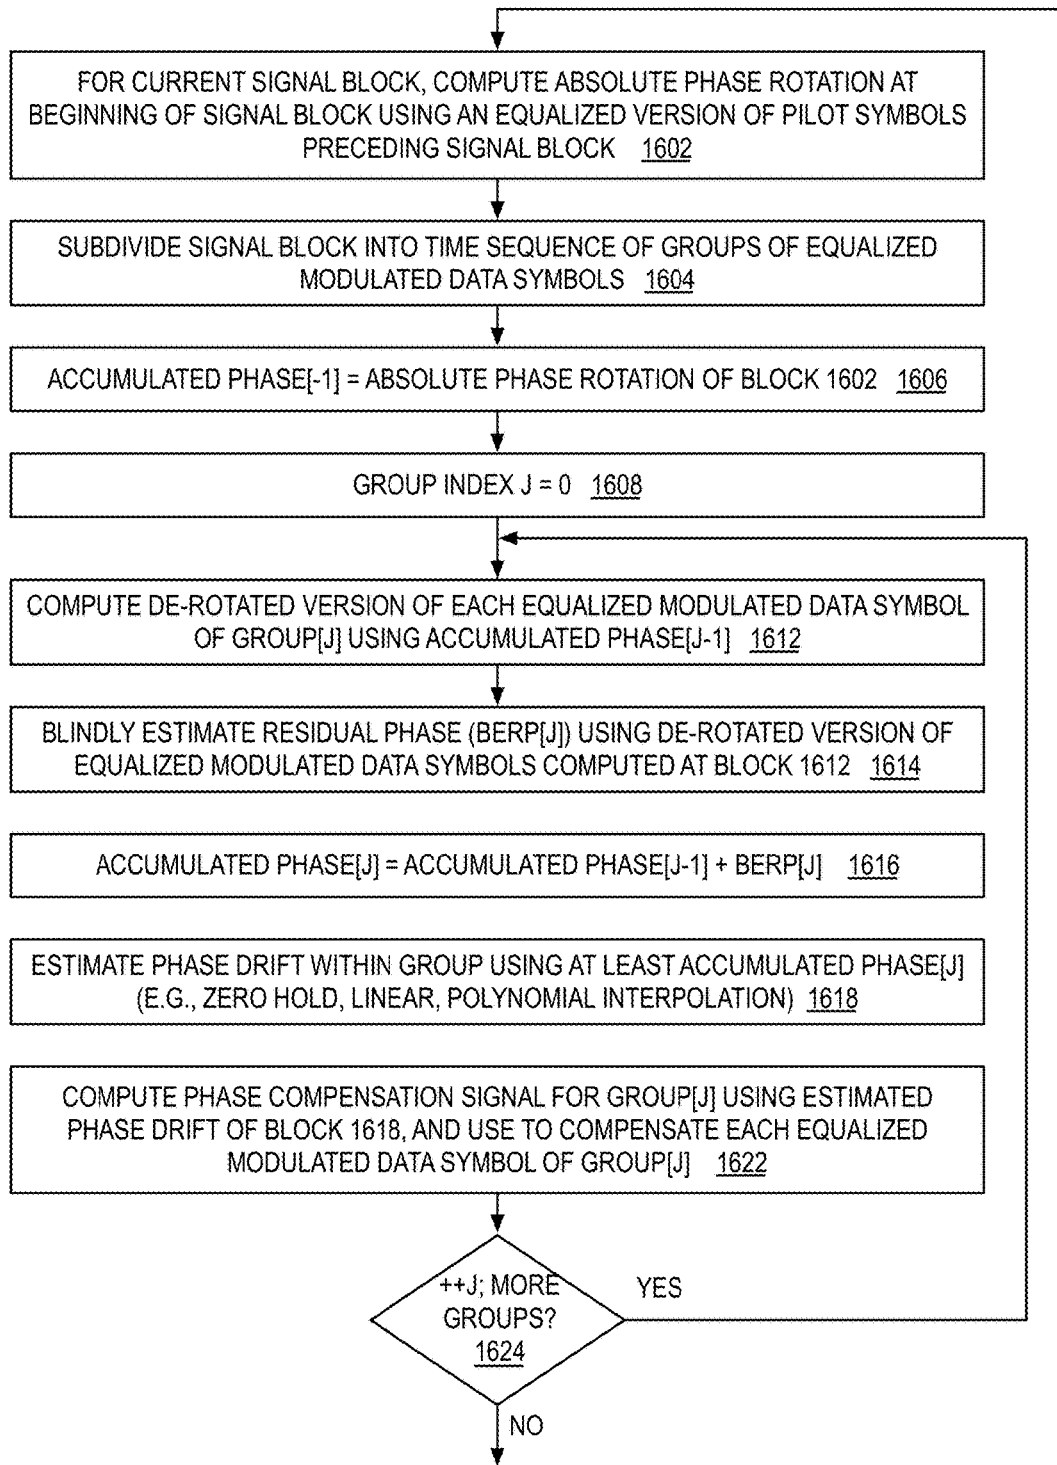 FOR CURRENT SIGNAL BLOCK, COMPUTE ABSOLUTE PHASE ROTATION AT
BEGINNING OF SIGNAL BLOCK USING AN EQUALIZED VERSION OF PILOT SYMBOLS
PRECEDING SIGNAL BLOCK 1602
SUBDIVIDE SIGNAL BLOCK INTO TIME SEQUENCE OF GROUPS OF EQUALIZED
MODULATED DATA SYMBOLS 1604
ACCUMULATED PHASE[-1] = ABSOLUTE PHASE ROTATION OF BLOCK 1602 1606
GROUP INDEX J = 0 1608
COMPUTE DE-ROTATED VERSION OF EACH EQUALIZED MODULATED DATA SYMBOL
OF GROUP[J] USING ACCUMULATED PHASE[J-1] 1612
BLINDLY ESTIMATE RESIDUAL PHASE (BERP[J]) USING DE-ROTATED VERSION OF
EQUALIZED MODULATED DATA SYMBOLS COMPUTED AT BLOCK 1612 1614
ACCUMULATED PHASE[J] = ACCUMULATED PHASE[J-1] + BERP[J] 1616
ESTIMATE PHASE DRIFT WITHIN GROUP USING AT LEAST ACCUMULATED PHASE[J]
(E.G., ZERO HOLD, LINEAR, POLYNOMIAL INTERPOLATION) 1618
COMPUTE PHASE COMPENSATION SIGNAL FOR GROUP[J] USING ESTIMATED
PHASE DRIFT OF BLOCK 1618, AND USE TO COMPENSATE EACH EQUALIZED
MODULATED DATA SYMBOL OF GROUP[J] 1622
++J; MORE
GROUPS?
1624
YES
NO